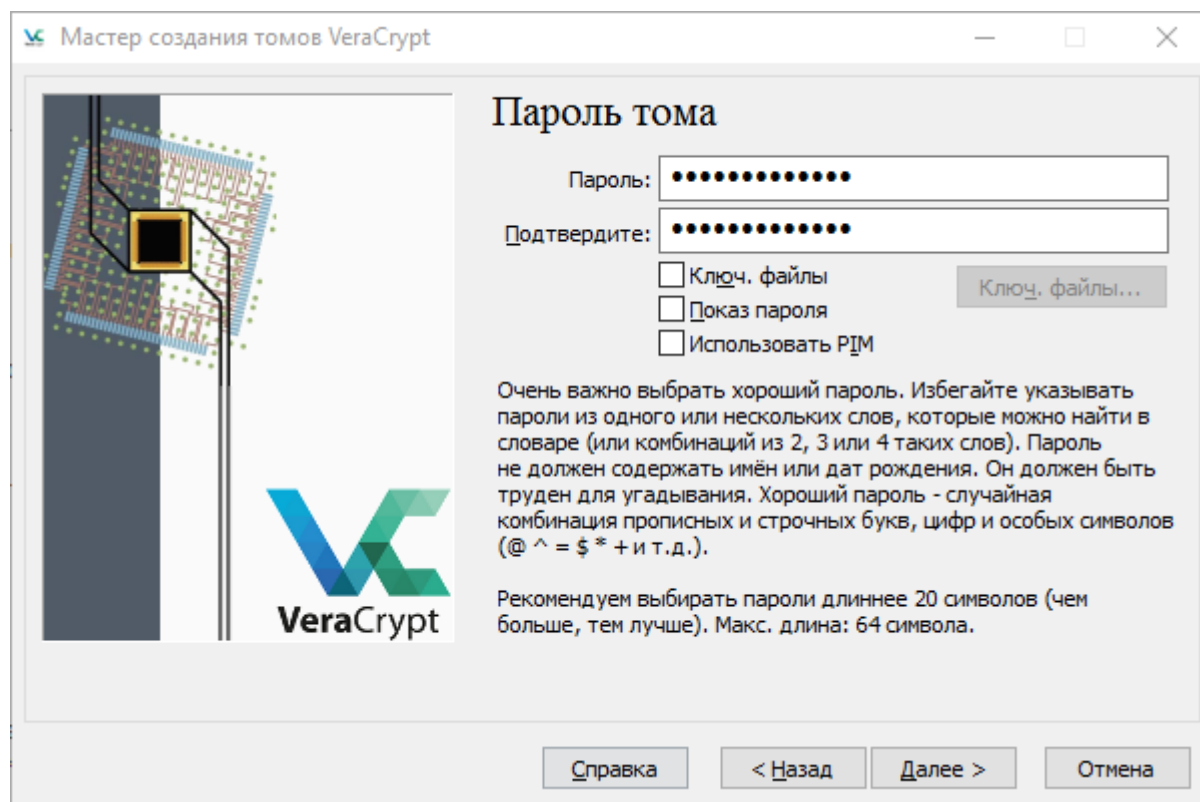 Мастер создания томов VeraCrypt
Пароль тома
Пароль: •••••••••••••
Подтвердите: •••••••••••••
Ключ. файлы
Ключ. файлы...
Показ пароля
Использовать PIM
Очень важно выбрать хороший пароль. Избегайте указывать
пароли из одного или нескольких слов, которые можно найти в
словаре (или комбинаций из 2, 3 или 4 таких слов). Пароль
не должен содержать имён или дат рождения. Он должен быть
труден для угадывания. Хороший пароль - случайная
комбинация прописных и строчных букв, цифр и особых символов
(@ ^ = $ * + и т.д.).
Рекомендуем выбирать пароли длиннее 20 символов (чем
больше, тем лучше). Макс. длина: 64 символа.
VeraCrypt
Справка
< Назад
Далее >
Отмена